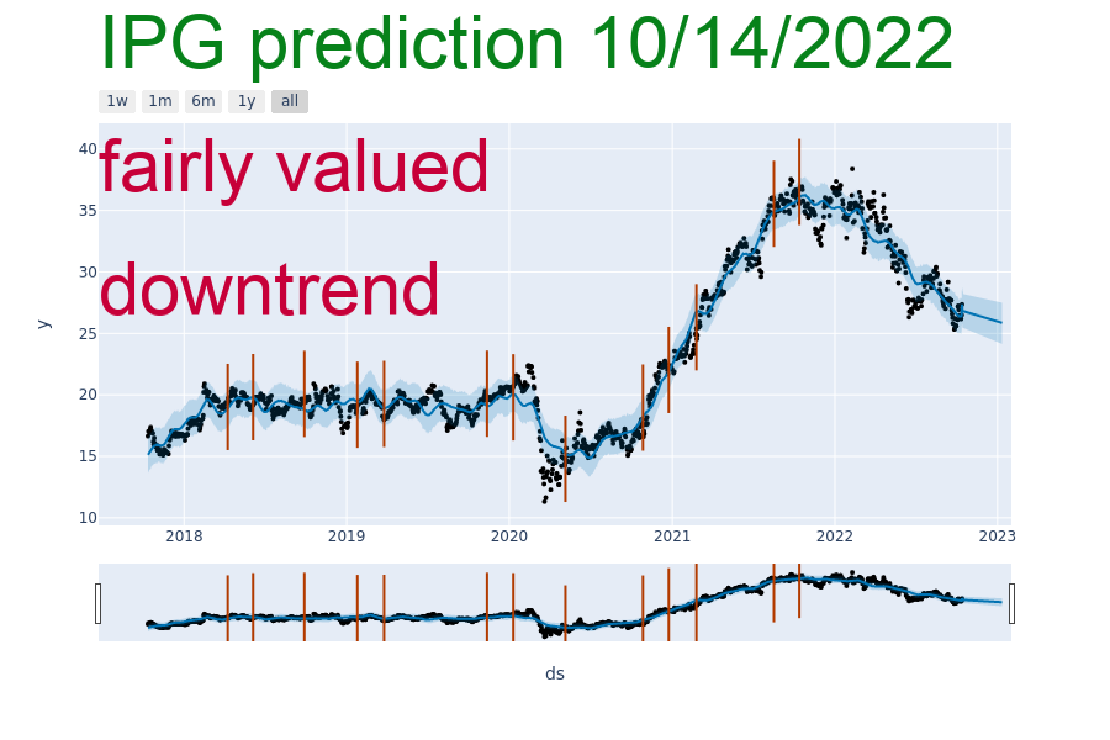 IPG prediction 10/14/2022
1w 1m 6m 1y all
fairly valued
downtrend
40
35
30
25
20
15
10
y
2018 2019 2020 2021 2022 2023
ds